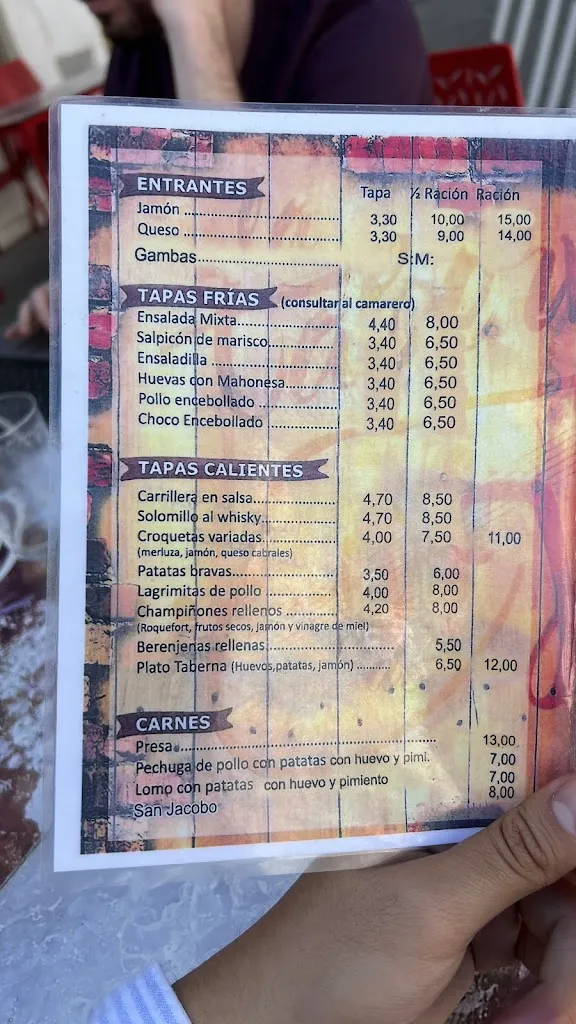 ENTRANTES Tapa ½ Ración Ración
Jamón ........................................ 3,30 10,00 15,00
Queso ........................................ 3,30 9,00 14,00
Gambas........................................ S:M:
TAPAS FRÍAS (consultar al camarero)
Ensalada Mixta........................ 4,40 8,00
Salpicón de marisco................. 3,40 6,50
Ensaladilla ................................ 3,40 6,50
Huevas con Mahonesa............. 3,40 6,50
Pollo encebollado .................... 3,40 6,50
Choco Encebollado .................. 3,40 6,50
TAPAS CALIENTES
Carrillera en salsa..................... 4,70 8,50
Solomillo al whisky................... 4,70 8,50
Croquetas variadas................... 4,00 7,50 11,00
(merluza, jamón, queso cabrales)
Patatas bravas.......................... 3,50 6,00
Lagrimitas de pollo .................. 4,00 8,00
Champiñones rellenos ............. 4,20 8,00
(Roquefort, frutos secos, jamón y vinagre de miel)
Berenjenas rellenas................................ 5,50
Plato Taberna (Huevos,patatas, jamón) ........... 6,50 12,00
CARNES
Presa................................................................ 13,00
Pechuga de pollo con patatas con huevo y pimi. 7,00
Lomo con patatas con huevo y pimiento 7,00
San Jacobo 8,00